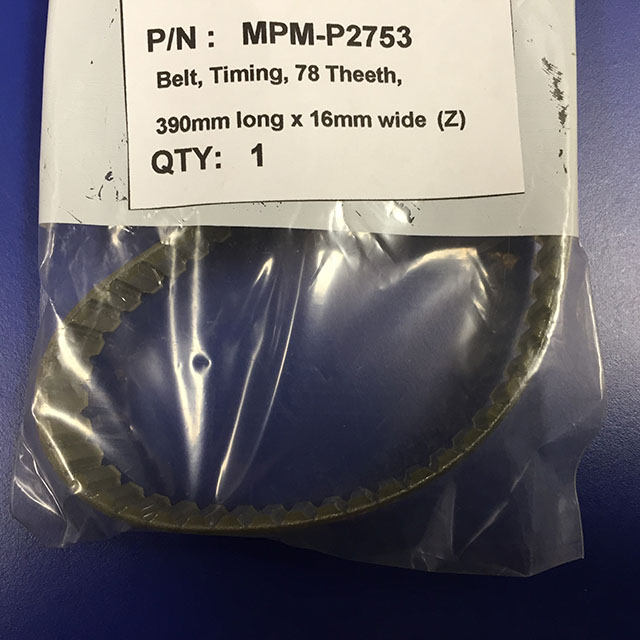 P/N : MPM-P2753
Belt, Timing, 78 Theeth,
390mm long x 16mm wide (Z)
QTY: 1